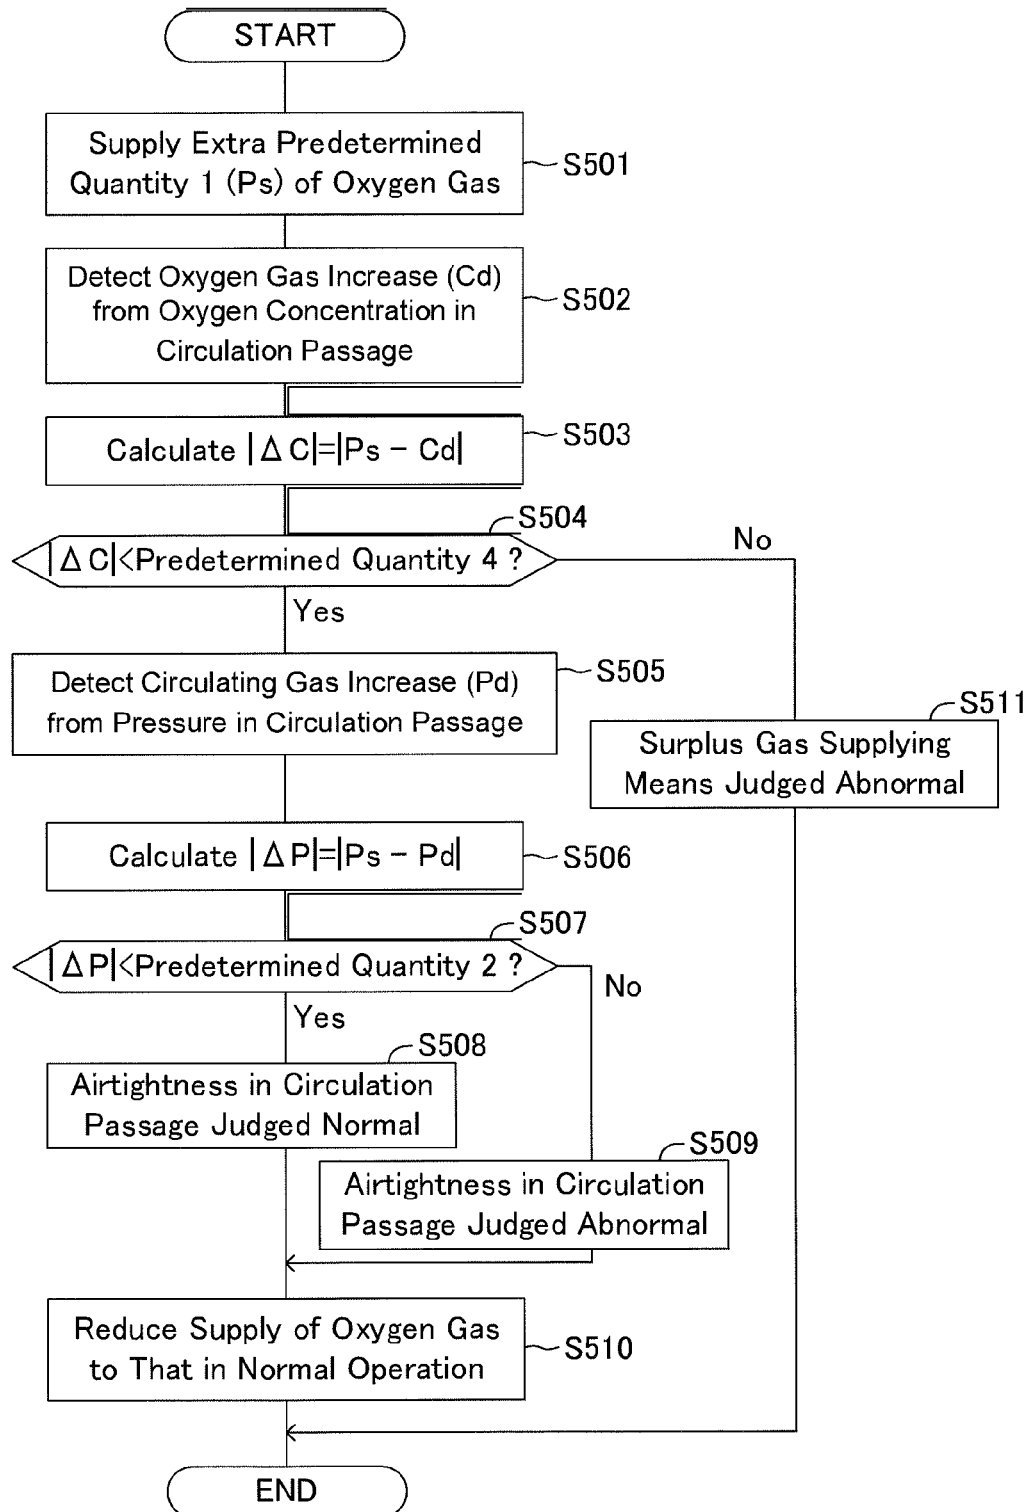 START
Supply Extra Predetermined
Quantity 1 (Ps) of Oxygen Gas
S501
Detect Oxygen Gas Increase (Cd)
from Oxygen Concentration in
Circulation Passage
S502
Calculate |ΔC|=|Ps - Cd|
S503
S504
|ΔC|<Predetermined Quantity 4 ?
No
Yes
Detect Circulating Gas Increase (Pd)
from Pressure in Circulation Passage
S505
S511
Surplus Gas Supplying
Means Judged Abnormal
Calculate |ΔP|=|Ps - Pd|
S506
S507
|ΔP|<Predetermined Quantity 2 ?
No
Yes
S508
Airtightness in Circulation
Passage Judged Normal
S509
Airtightness in Circulation
Passage Judged Abnormal
Reduce Supply of Oxygen Gas
to That in Normal Operation
S510
END